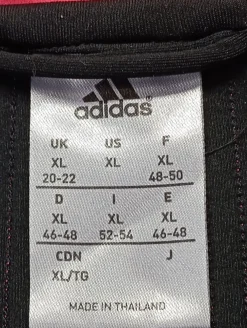 adidas®
UK US F
XL XL XL
20-22 48-50
D I E
XL XL XL
46-48 52-54 46-48
CDN J
XL/TG
MADE IN THAILAND